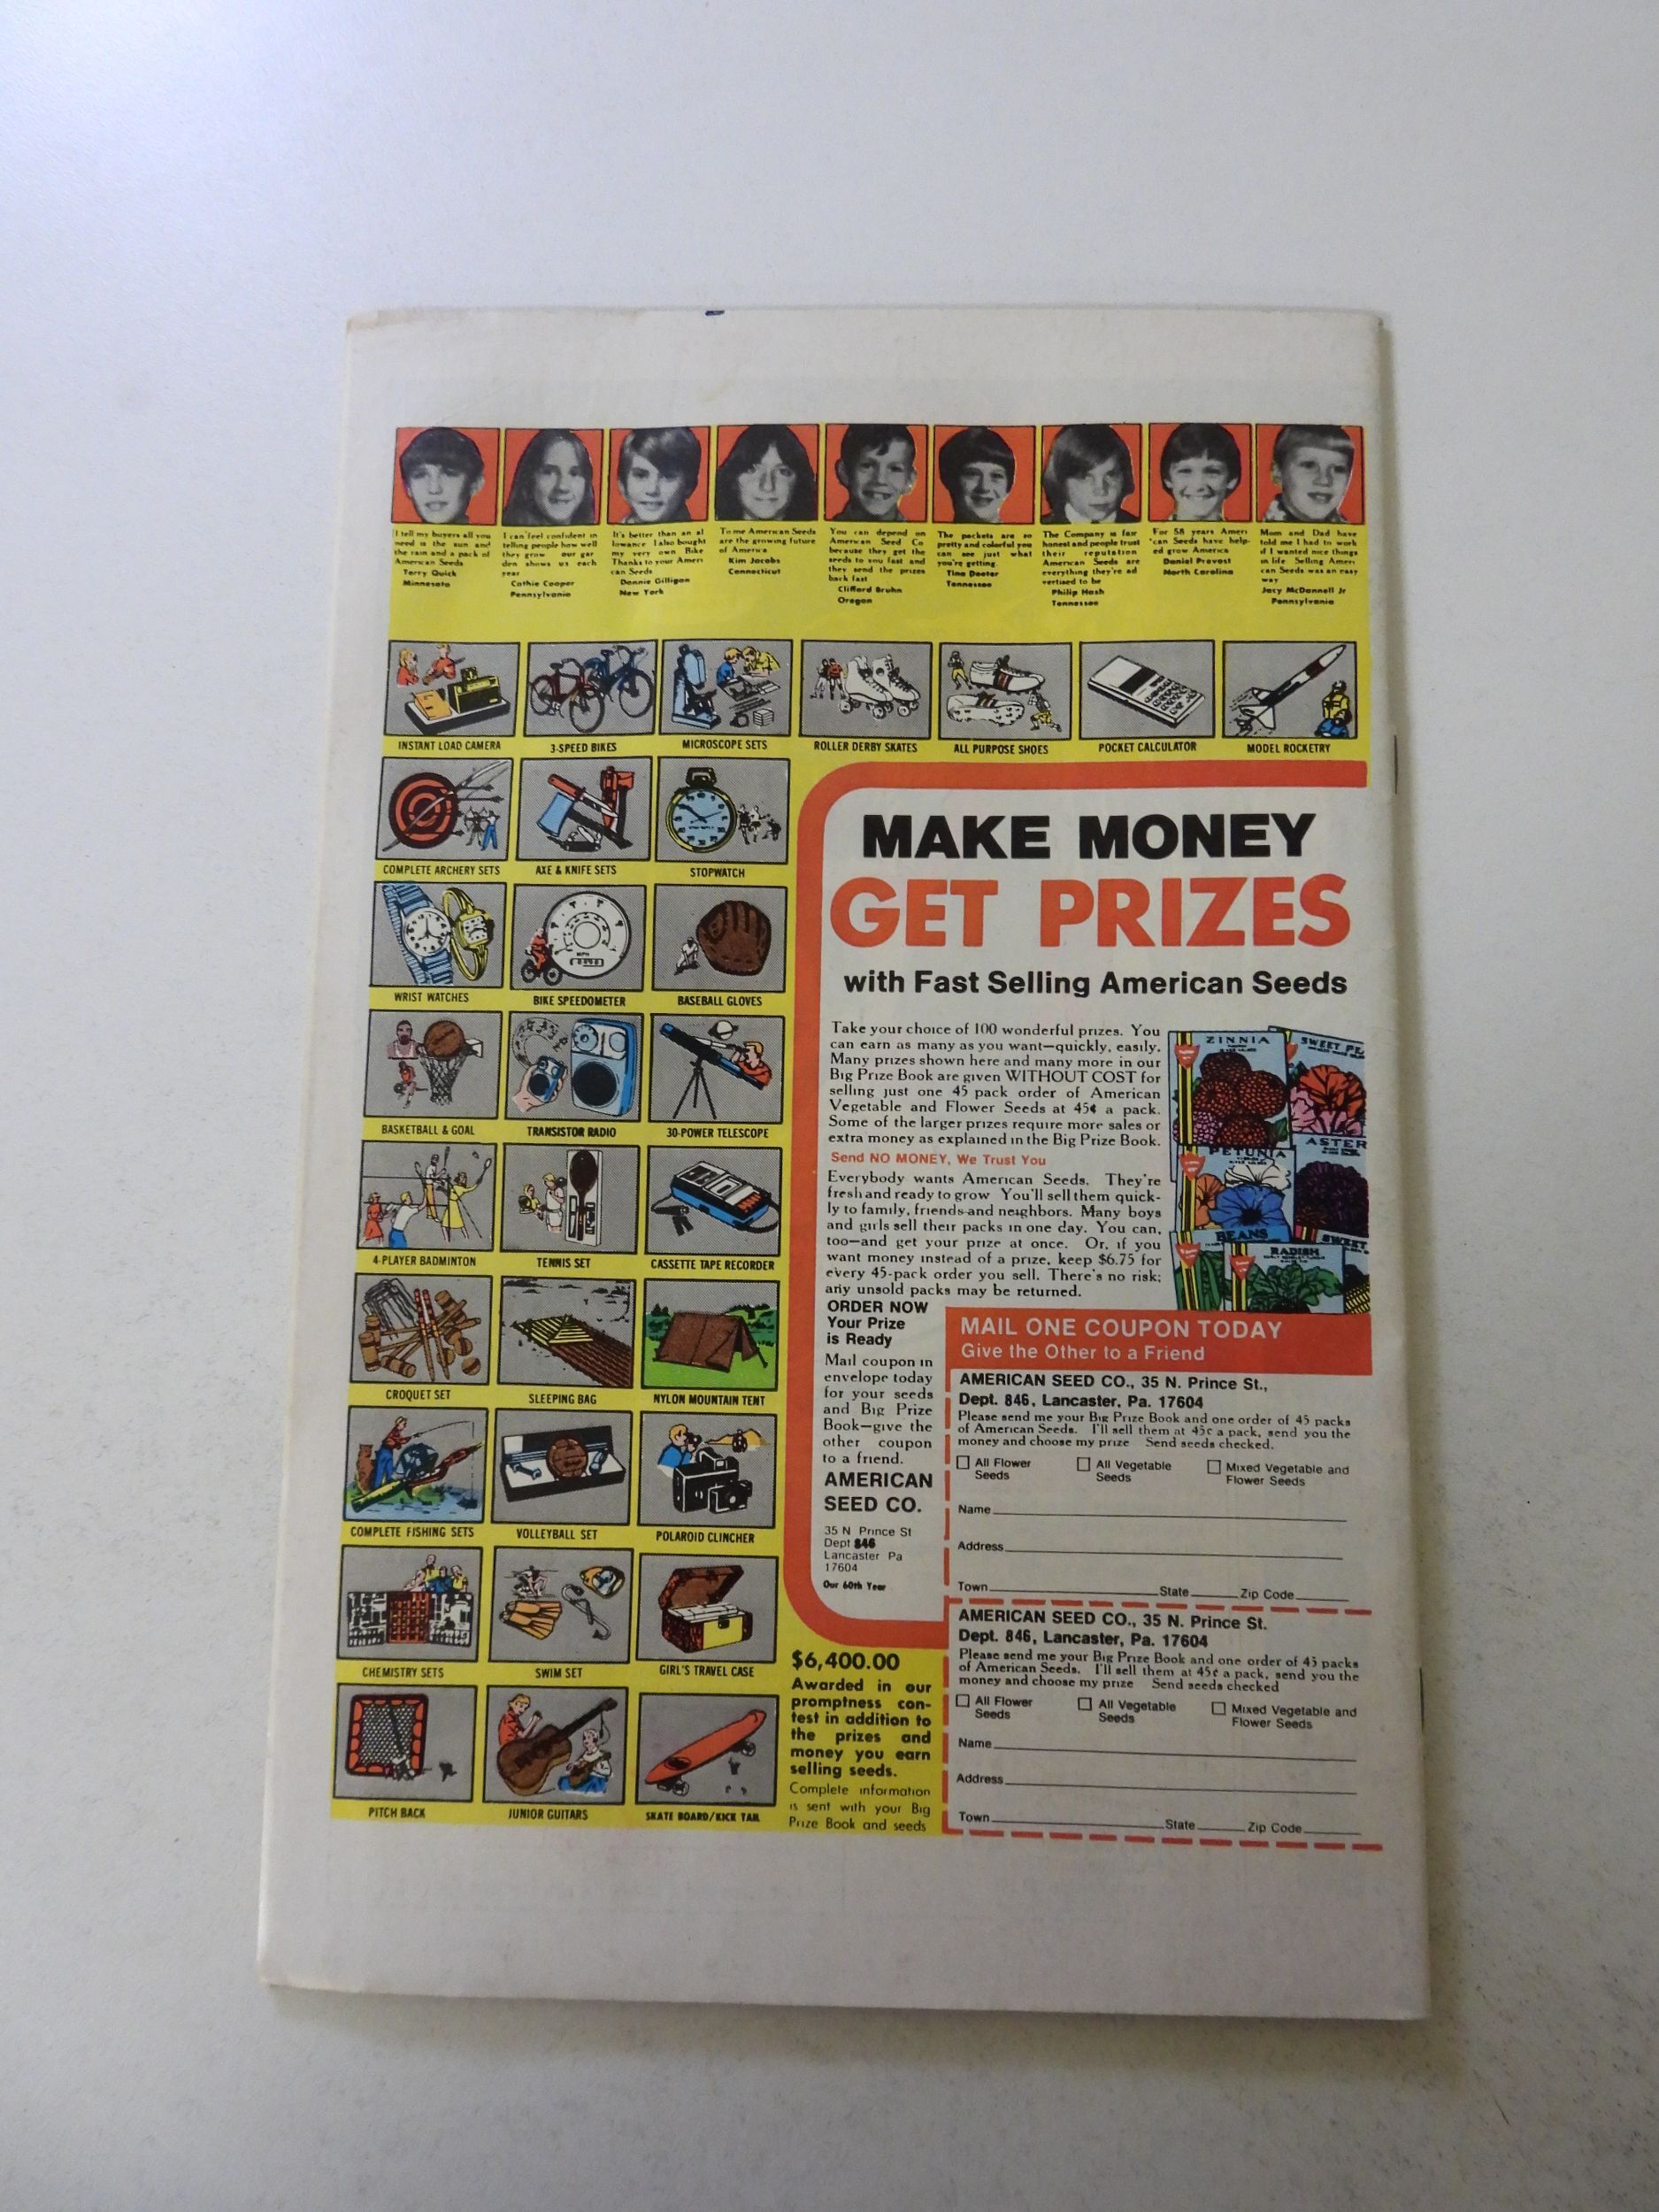 I tell my buyers all you
need is the sun and
the rain and a pack of
American Seeds
Terry Quick
Minnesota
I can feel confident in
telling people how well
they grow our gar
den shows us each
year
Cathie Cooper
Pennsylvania
It's better than an al
lowance I also bought
my very own Bike
Thanks to your Ameri
can Seeds
Donnie Gilligan
New York
To me American Seeds
are the growing future
of America
Kim Jacobs
Connecticut
You can depend on
American Seed Co
because they get the
seeds to you fast and
they send the prizes
back fast
Clifford Bruhn
Oregon
The packets are so
pretty and colorful you
can see just what
you're getting.
Tina Deeter
Tennessee
The Company is fair
honest and people trust
their reputation
American Seeds are
everything they're ad
vertised to be
Philip Hash
Tennessee
For 58 years Ameri
can Seeds have help-
ed grow America
Daniel Provost
North Carolina
Mom and Dad have
told me I had to work
if I wanted nice things
in life Selling Ameri
can Seeds was an easy
way
Jacy McDannell Jr
Pennsylvania
INSTANT LOAD CAMERA
3-SPEED BIKES
MICROSCOPE SETS
ROLLER DERBY SKATES
ALL PURPOSE SHOES
POCKET CALCULATOR
MODEL ROCKETRY
COMPLETE ARCHERY SETS
AXE & KNIFE SETS
STOPWATCH
WRIST WATCHES
BIKE SPEEDOMETER
BASEBALL GLOVES
BASKETBALL & GOAL
TRANSISTOR RADIO
30-POWER TELESCOPE
4-PLAYER BADMINTON
TENNIS SET
CASSETTE TAPE RECORDER
CROQUET SET
SLEEPING BAG
NYLON MOUNTAIN TENT
COMPLETE FISHING SETS
VOLLEYBALL SET
POLAROID CLINCHER
CHEMISTRY SETS
SWIM SET
GIRL'S TRAVEL CASE
PITCH BACK
JUNIOR GUITARS
SKATE BOARD/KICK TAIL
MAKE MONEY
GET PRIZES
with Fast Selling American Seeds
Take your choice of 100 wonderful prizes. You
can earn as many as you want—quickly, easily.
Many prizes shown here and many more in our
Big Prize Book are given WITHOUT COST for
selling just one 45 pack order of American
Vegetable and Flower Seeds at 45¢ a pack.
Some of the larger prizes require more sales or
extra money as explained in the Big Prize Book.
Send NO MONEY, We Trust You
Everybody wants American Seeds. They're
fresh and ready to grow You'll sell them quick-
ly to family, friends and neighbors. Many boys
and girls sell their packs in one day. You can,
too—and get your prize at once. Or, if you
want money instead of a prize, keep $6.75 for
every 45-pack order you sell. There's no risk;
any unsold packs may be returned.
ZINNIA
SWEET PE
ASTER
PETUNIA
BEANS
RADISH
SWEET
ORDER NOW
Your Prize
is Ready
Mail coupon in
envelope today
for your seeds
and Big Prize
Book—give the
other coupon
to a friend.
AMERICAN
SEED CO.
35 N Prince St
Dept 846
Lancaster Pa
17604
Our 60th Year
$6,400.00
Awarded in our
promptness con-
test in addition to
the prizes and
money you earn
selling seeds.
Complete information
is sent with your Big
Prize Book and seeds
MAIL ONE COUPON TODAY
Give the Other to a Friend
AMERICAN SEED CO., 35 N. Prince St.,
Dept. 846, Lancaster, Pa. 17604
Please send me your Big Prize Book and one order of 45 packs
of American Seeds. I'll sell them at 45¢ a pack, send you the
money and choose my prize Send seeds checked.
All Flower
Seeds
All Vegetable
Seeds
Mixed Vegetable and
Flower Seeds
Name
Address
Town State Zip Code
AMERICAN SEED CO., 35 N. Prince St.
Dept. 846, Lancaster, Pa. 17604
Please send me your Big Prize Book and one order of 45 packs
of American Seeds. I'll sell them at 45¢ a pack, send you the
money and choose my prize Send seeds checked
All Flower
Seeds
All Vegetable
Seeds
Mixed Vegetable and
Flower Seeds
Name
Address
Town State Zip Code